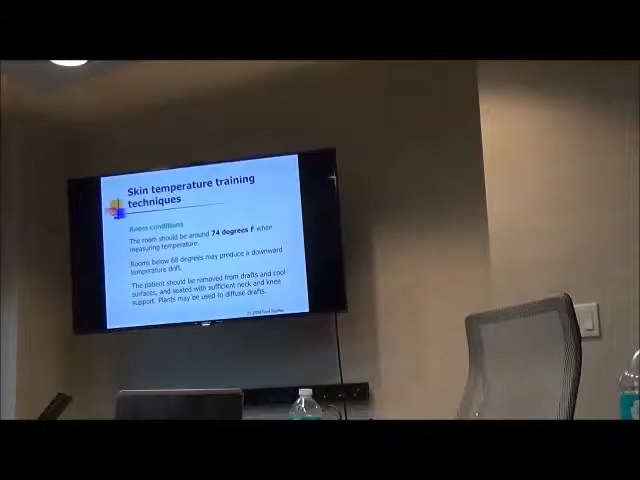 Skin temperature training
techniques
Room conditions
The room should be around 74 degrees F when
measuring temperature.
Rooms below 68 degrees may produce a downward
temperature drift.
The patient should be removed from drafts and cool
surfaces, and seated with sufficient neck and knee
support. Plants may be used to diffuse drafts.